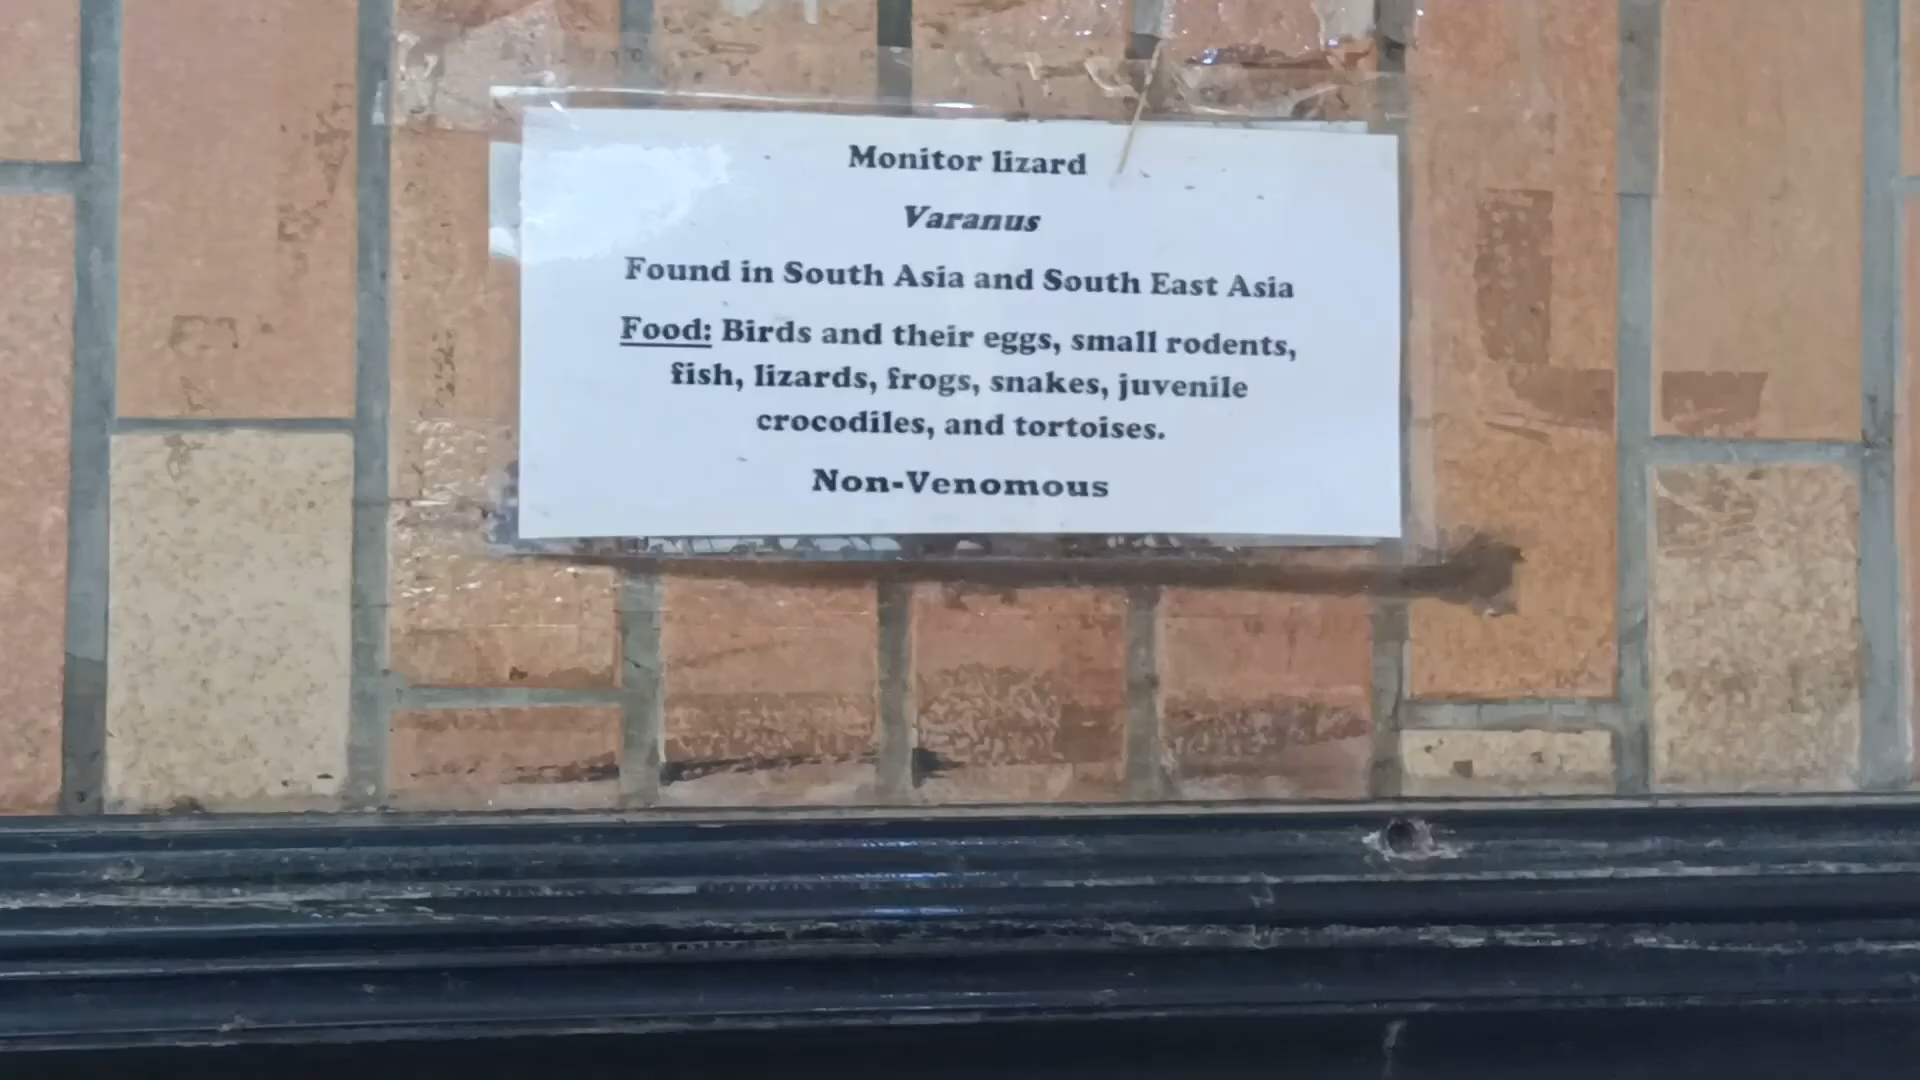 Monitor lizard
Varanus
Found in South Asia and South East Asia
Food: Birds and their eggs, small rodents,
fish, lizards, frogs, snakes, juvenile
crocodiles, and tortoises.
Non-Venomous